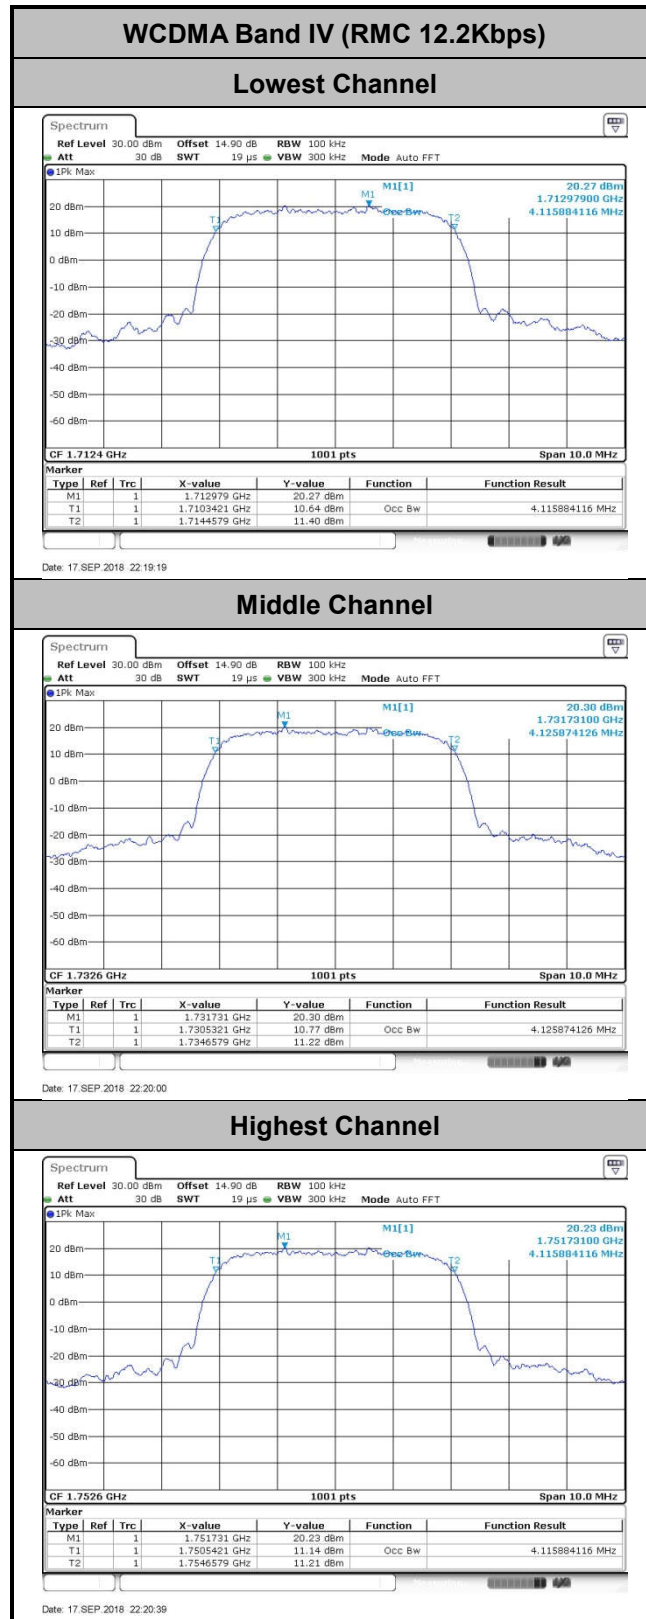 WCDMA Band IV (RMC 12.2Kbps)
Lowest Channel
Spectrum
Ref Level 30.00 dBm Offset 14.90 dB RBW 100 kHz
Att 30 dB SWT 19 µs VBW 300 kHz Mode Auto FFT
1Pk Max
M1[1] 20.27 dBm
M1 1.71297900 GHz
20 dBm T1 Occ Bw T2 4.115884116 MHz
10 dBm
0 dBm
-10 dBm
-20 dBm
-30 dBm
-40 dBm
-50 dBm
-60 dBm
CF 1.7124 GHz 1001 pts Span 10.0 MHz
Marker
Type Ref Trc X-value Y-value Function Function Result
M1 1 1.712979 GHz 20.27 dBm
T1 1 1.7103421 GHz 10.64 dBm Occ Bw 4.115884116 MHz
T2 1 1.7144579 GHz 11.40 dBm
Date: 17.SEP.2018 22:19:19
Middle Channel
Spectrum
Ref Level 30.00 dBm Offset 14.90 dB RBW 100 kHz
Att 30 dB SWT 19 µs VBW 300 kHz Mode Auto FFT
1Pk Max
M1[1] 20.30 dBm
M1 1.73173100 GHz
20 dBm T1 Occ Bw T2 4.125874126 MHz
10 dBm
0 dBm
-10 dBm
-20 dBm
-30 dBm
-40 dBm
-50 dBm
-60 dBm
CF 1.7326 GHz 1001 pts Span 10.0 MHz
Marker
Type Ref Trc X-value Y-value Function Function Result
M1 1 1.731731 GHz 20.30 dBm
T1 1 1.7305321 GHz 10.77 dBm Occ Bw 4.125874126 MHz
T2 1 1.7346579 GHz 11.22 dBm
Date: 17.SEP.2018 22:20:00
Highest Channel
Spectrum
Ref Level 30.00 dBm Offset 14.90 dB RBW 100 kHz
Att 30 dB SWT 19 µs VBW 300 kHz Mode Auto FFT
1Pk Max
M1[1] 20.23 dBm
M1 1.75173100 GHz
20 dBm T1 Occ Bw T2 4.115884116 MHz
10 dBm
0 dBm
-10 dBm
-20 dBm
-30 dBm
-40 dBm
-50 dBm
-60 dBm
CF 1.7526 GHz 1001 pts Span 10.0 MHz
Marker
Type Ref Trc X-value Y-value Function Function Result
M1 1 1.751731 GHz 20.23 dBm
T1 1 1.7505421 GHz 11.14 dBm Occ Bw 4.115884116 MHz
T2 1 1.7546579 GHz 11.21 dBm
Date: 17.SEP.2018 22:20:39